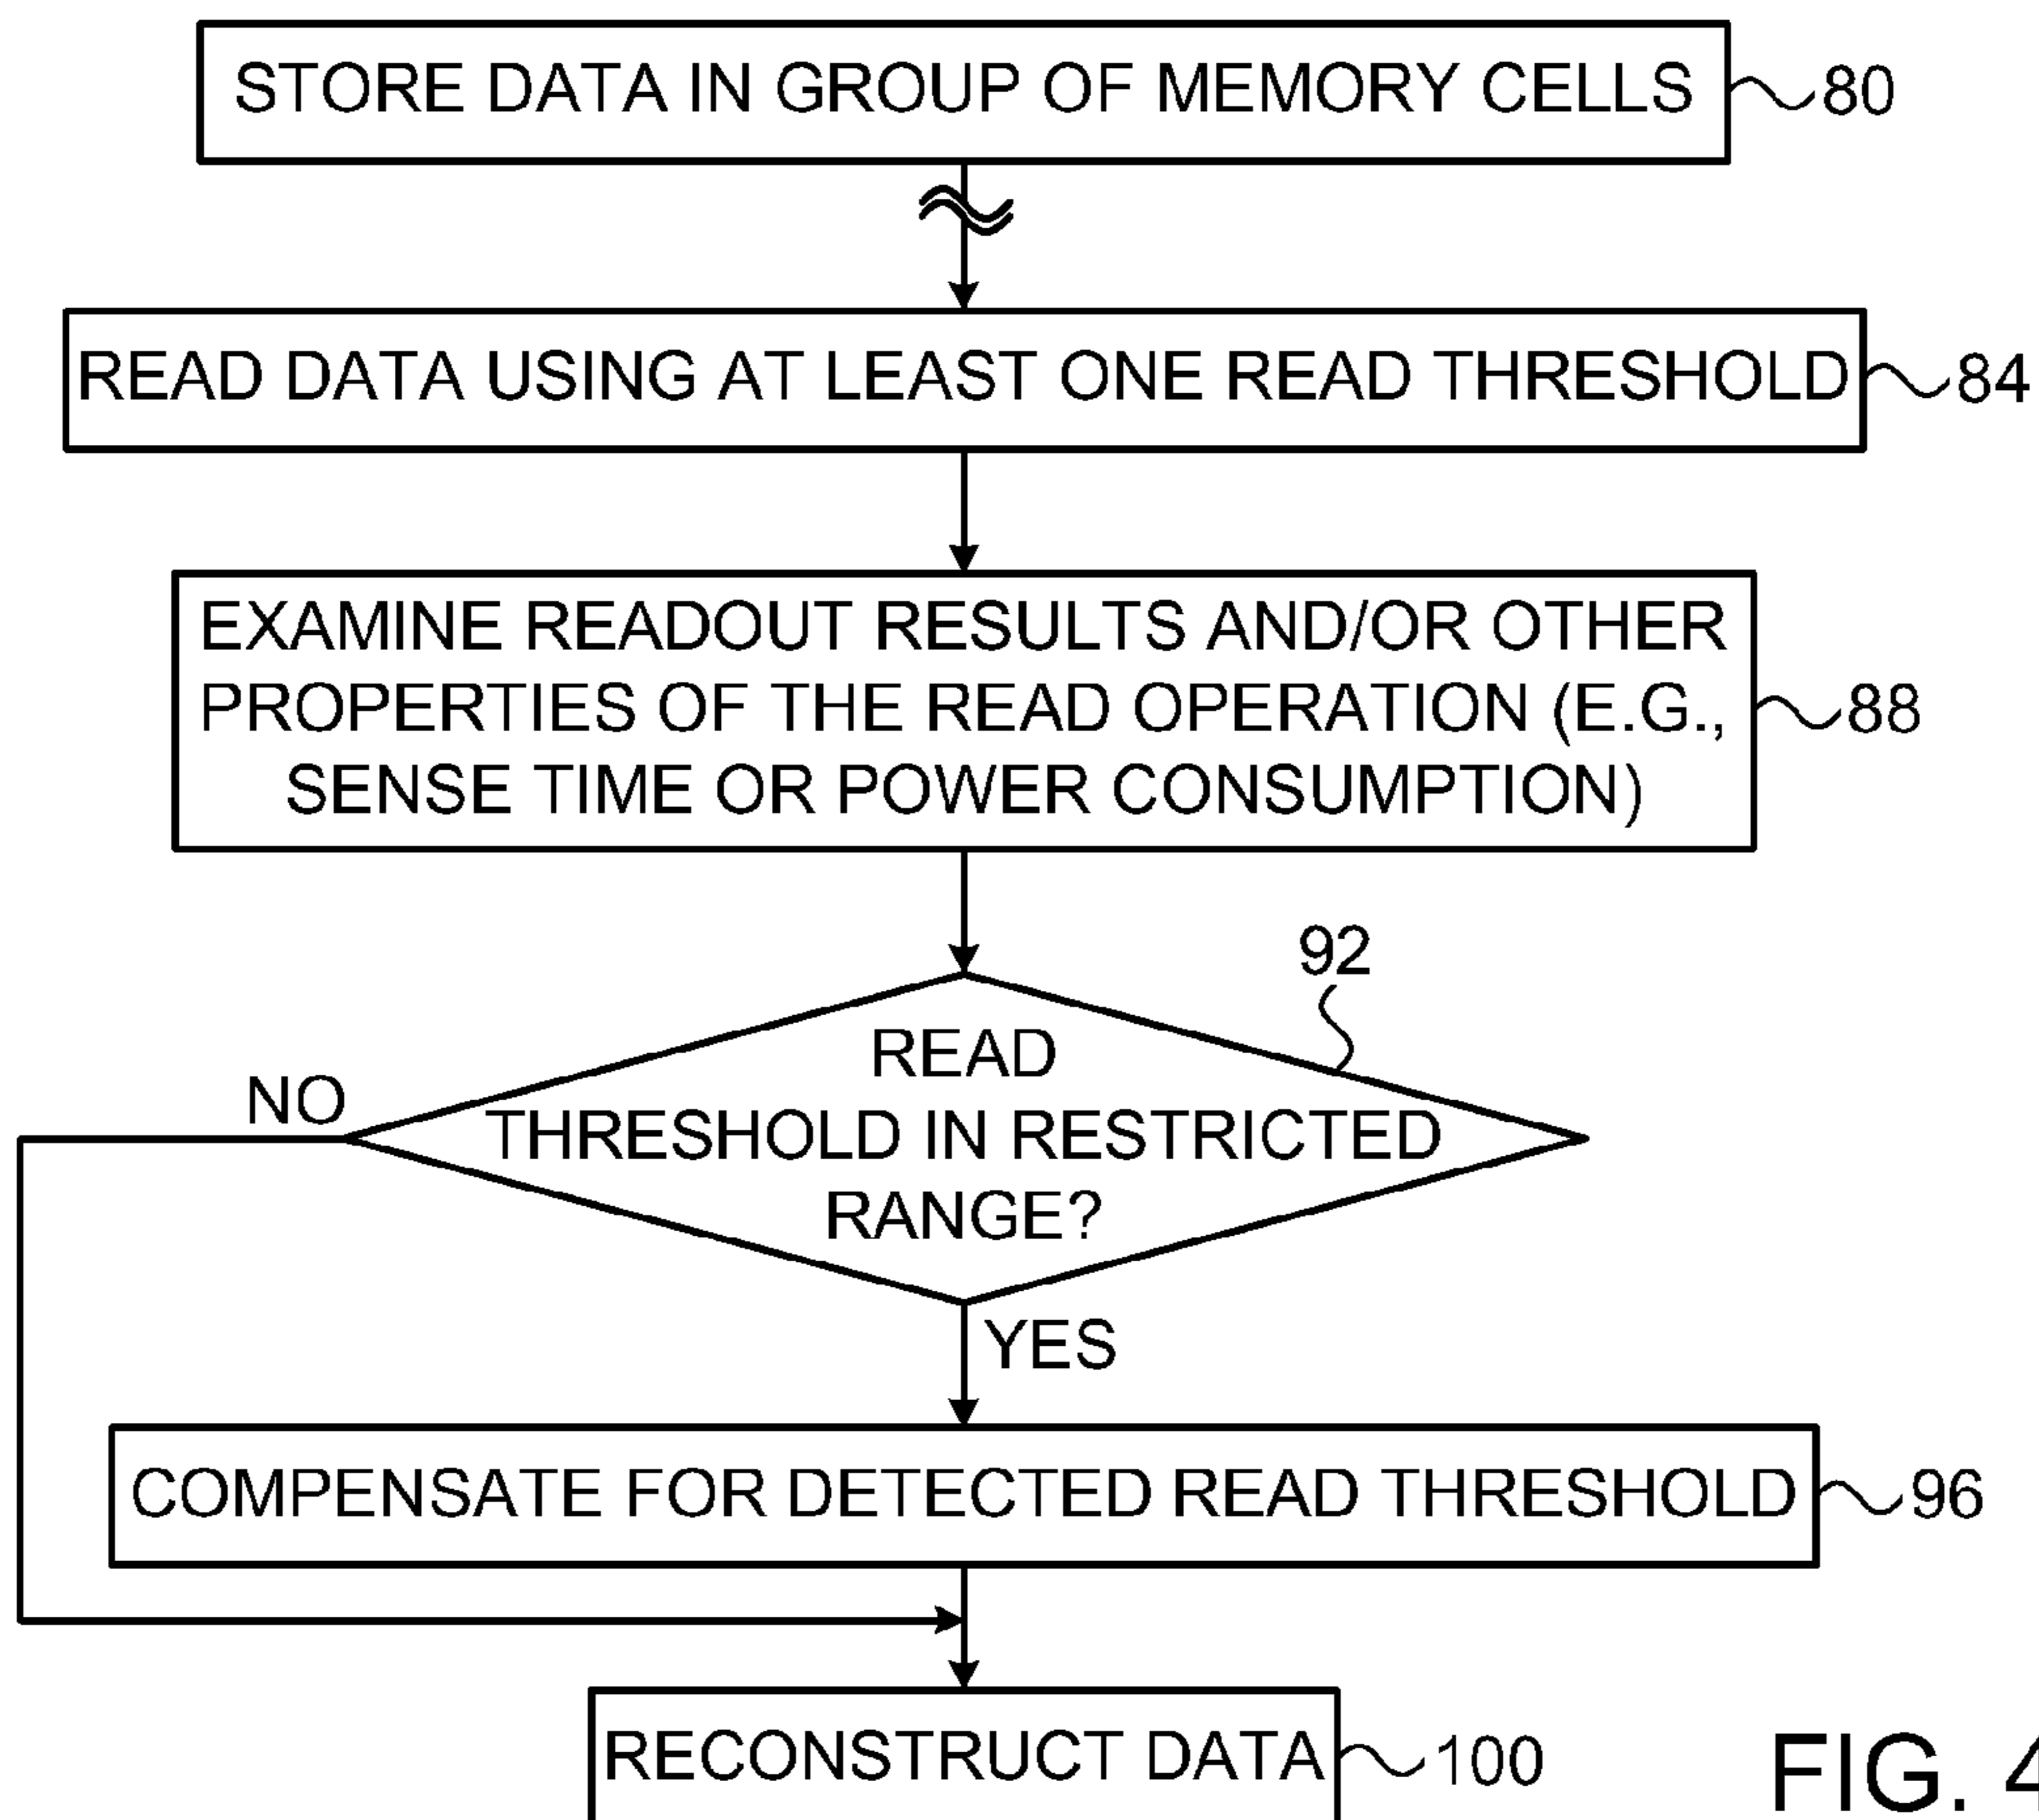 STORE DATA IN GROUP OF MEMORY CELLS
80
READ DATA USING AT LEAST ONE READ THRESHOLD
84
EXAMINE READOUT RESULTS AND/OR OTHER
PROPERTIES OF THE READ OPERATION (E.G.,
SENSE TIME OR POWER CONSUMPTION)
88
92
READ
THRESHOLD IN RESTRICTED
RANGE?
NO
YES
COMPENSATE FOR DETECTED READ THRESHOLD
96
RECONSTRUCT DATA
100
FIG. 4